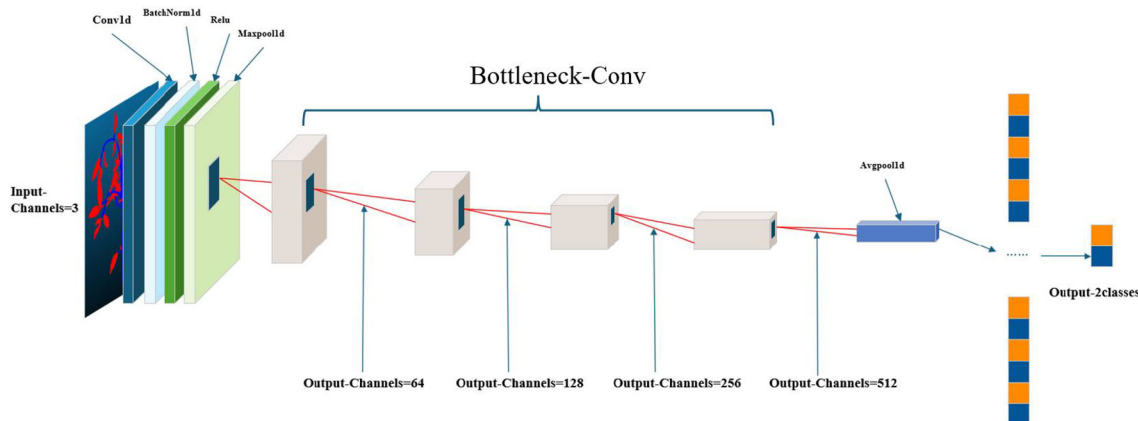 Conv1d
BatchNorm1d
Relu
Maxpool1d
Bottleneck-Conv
Input-
Channels=3
Avgpool1d
......
Output-2classes
Output-Channels=64
Output-Channels=128
Output-Channels=256
Output-Channels=512